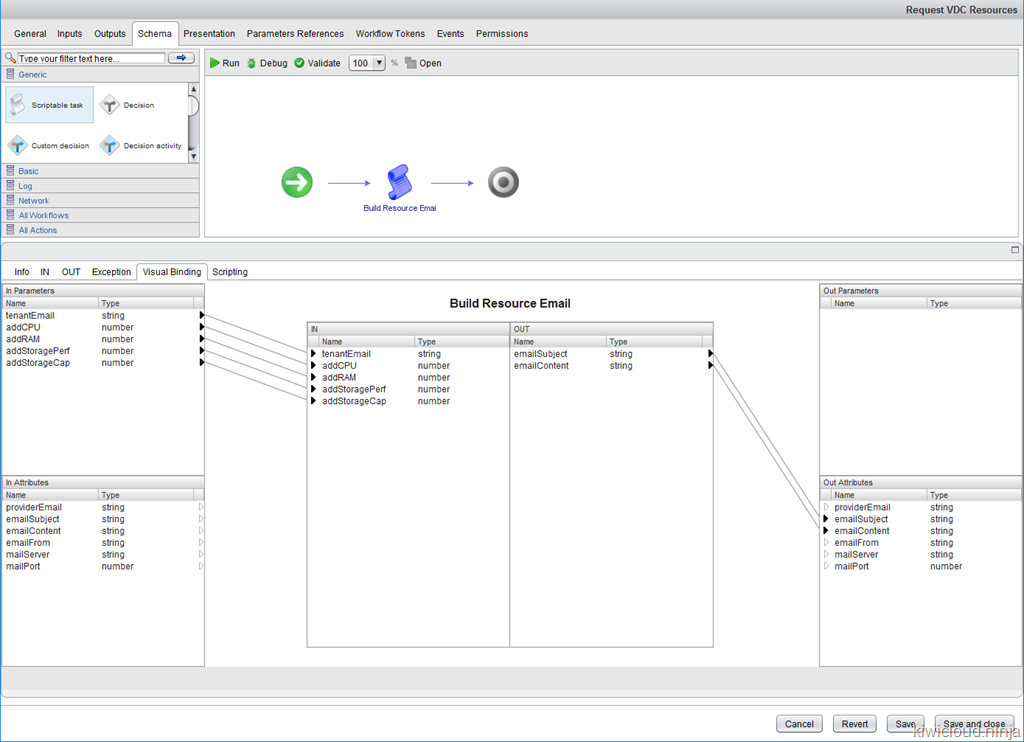 Request VDC Resources
General Inputs Outputs Schema Presentation Parameters References Workflow Tokens Events Permissions
Type your filter text here...
Run Debug Validate 100 % Open
Generic
Scriptable task Decision
Custom decision Decision activity
Basic
Log
Network
All Workflows
All Actions
Build Resource Emai
Info IN OUT Exception Visual Binding Scripting
In Parameters
Name Type
tenantEmail string
addCPU number
addRAM number
addStoragePerf number
addStorageCap number
In Attributes
Name Type
providerEmail string
emailSubject string
emailContent string
emailFrom string
mailServer string
mailPort number
Build Resource Email
IN OUT
Name Type Name Type
tenantEmail string emailSubject string
addCPU number emailContent string
addRAM number
addStoragePerf number
addStorageCap number
Out Parameters
Name Type
Out Attributes
Name Type
providerEmail string
emailSubject string
emailContent string
emailFrom string
mailServer string
mailPort number
Cancel Revert Save Save and close
kiwicloud.ninja